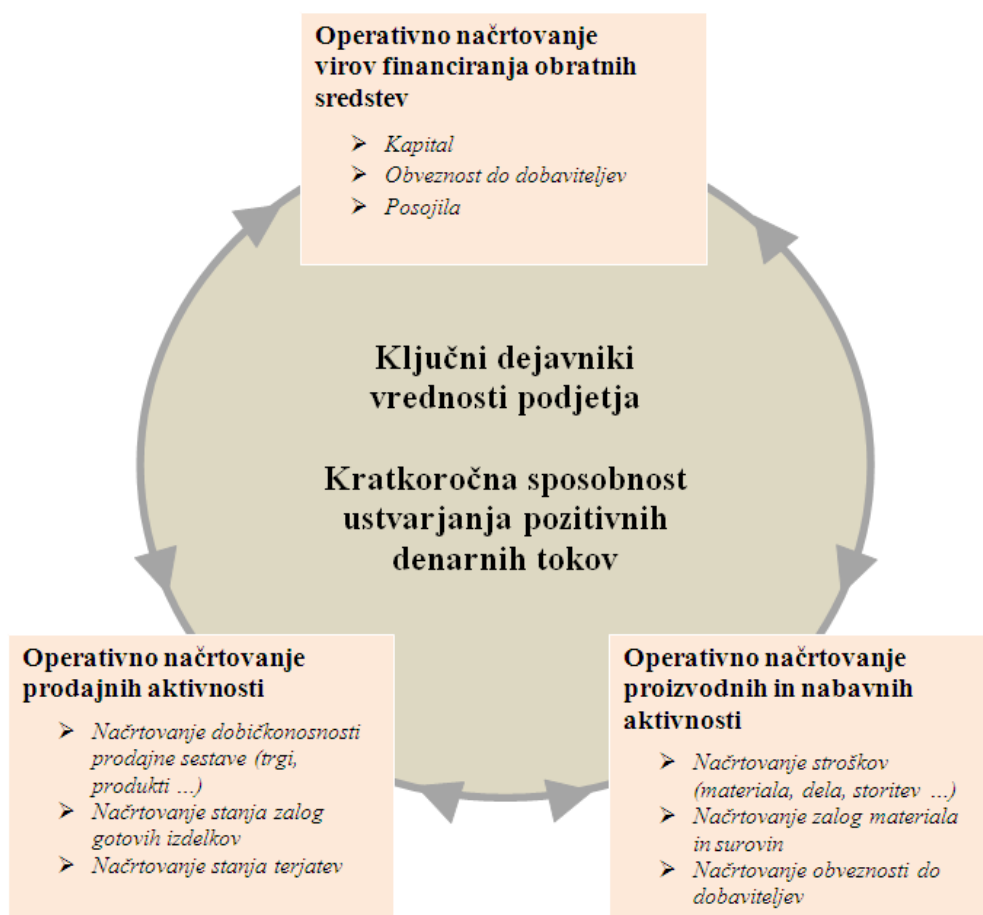 Operativno načrtovanje
virov financiranja obratnih
sredstev
➢ Kapital
➢ Obveznost do dobaviteljev
➢ Posojila
Ključni dejavniki
vrednosti podjetja
Kratkoročna sposobnost
ustvarjanja pozitivnih
denarnih tokov
Operativno načrtovanje
prodajnih aktivnosti
➢ Načrtovanje dobičkonosnosti
prodajne sestave (trgi,
produkti ...)
➢ Načrtovanje stanja zalog
gotovih izdelkov
➢ Načrtovanje stanja terjatev
Operativno načrtovanje
proizvodnih in nabavnih
aktivnosti
➢ Načrtovanje stroškov
(materiala, dela, storitev ...)
➢ Načrtovanje zalog materiala
in surovin
➢ Načrtovanje obveznosti do
dobaviteljev